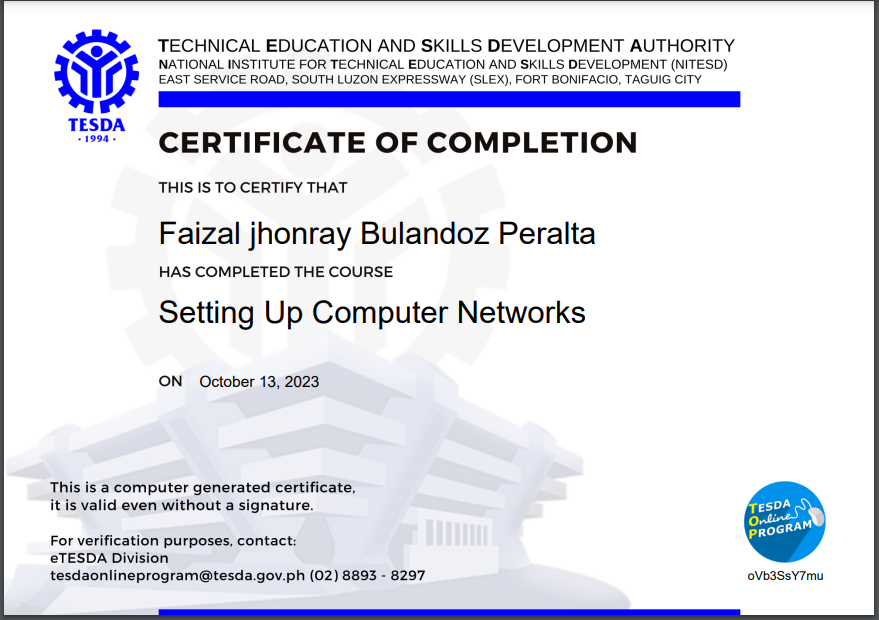 TECHNICAL EDUCATION AND SKILLS DEVELOPMENT AUTHORITY
NATIONAL INSTITUTE FOR TECHNICAL EDUCATION AND SKILLS DEVELOPMENT (NITESD)
EAST SERVICE ROAD, SOUTH LUZON EXPRESSWAY (SLEX), FORT BONIFACIO, TAGUIG CITY
TESDA
· 1994 ·
CERTIFICATE OF COMPLETION
THIS IS TO CERTIFY THAT
Faizal jhonray Bulandoz Peralta
HAS COMPLETED THE COURSE
Setting Up Computer Networks
ON October 13, 2023
This is a computer generated certificate,
it is valid even without a signature.
For verification purposes, contact:
eTESDA Division
tesdaonlineprogram@tesda.gov.ph (02) 8893 - 8297
TESDA
Online
PROGRAM
oVb3SsY7mu